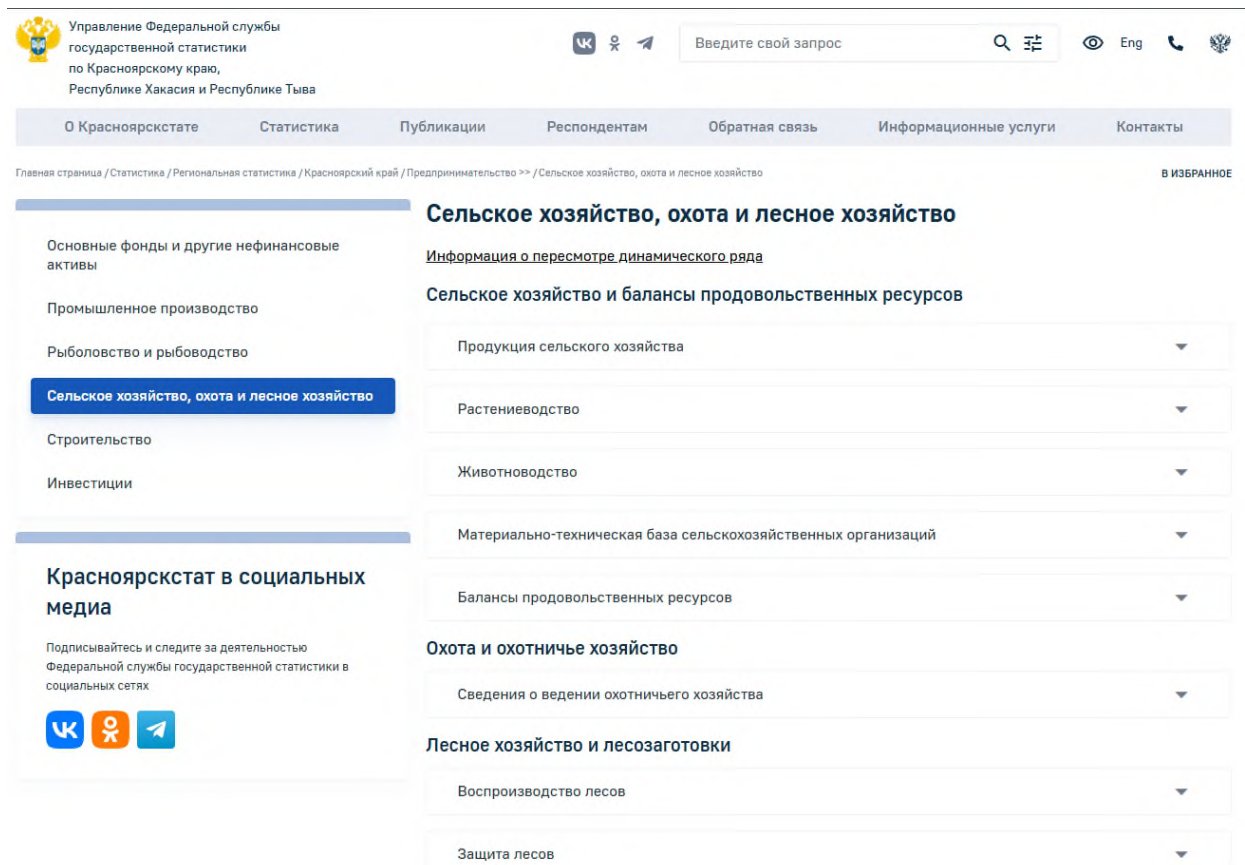 Управление Федеральной службы
государственной статистики
по Красноярскому краю,
Республике Хакасия и Республике Тыва
Введите свой запрос
Eng
О Красноярскстате
Статистика
Публикации
Респондентам
Обратная связь
Информационные услуги
Контакты
Главная страница / Статистика / Региональная статистика / Красноярский край / Предпринимательство >> / Сельское хозяйство, охота и лесное хозяйство
В ИЗБРАННОЕ
Основные фонды и другие нефинансовые
активы
Промышленное производство
Рыболовство и рыбоводство
Сельское хозяйство, охота и лесное хозяйство
Строительство
Инвестиции
Красноярскстат в социальных
медиа
Подписывайтесь и следите за деятельностью
Федеральной службы государственной статистики в
социальных сетях
Сельское хозяйство, охота и лесное хозяйство
Информация о пересмотре динамического ряда
Сельское хозяйство и балансы продовольственных ресурсов
Продукция сельского хозяйства
Растениеводство
Животноводство
Материально-техническая база сельскохозяйственных организаций
Балансы продовольственных ресурсов
Охота и охотничье хозяйство
Сведения о ведении охотничьего хозяйства
Лесное хозяйство и лесозаготовки
Воспроизводство лесов
Защита лесов